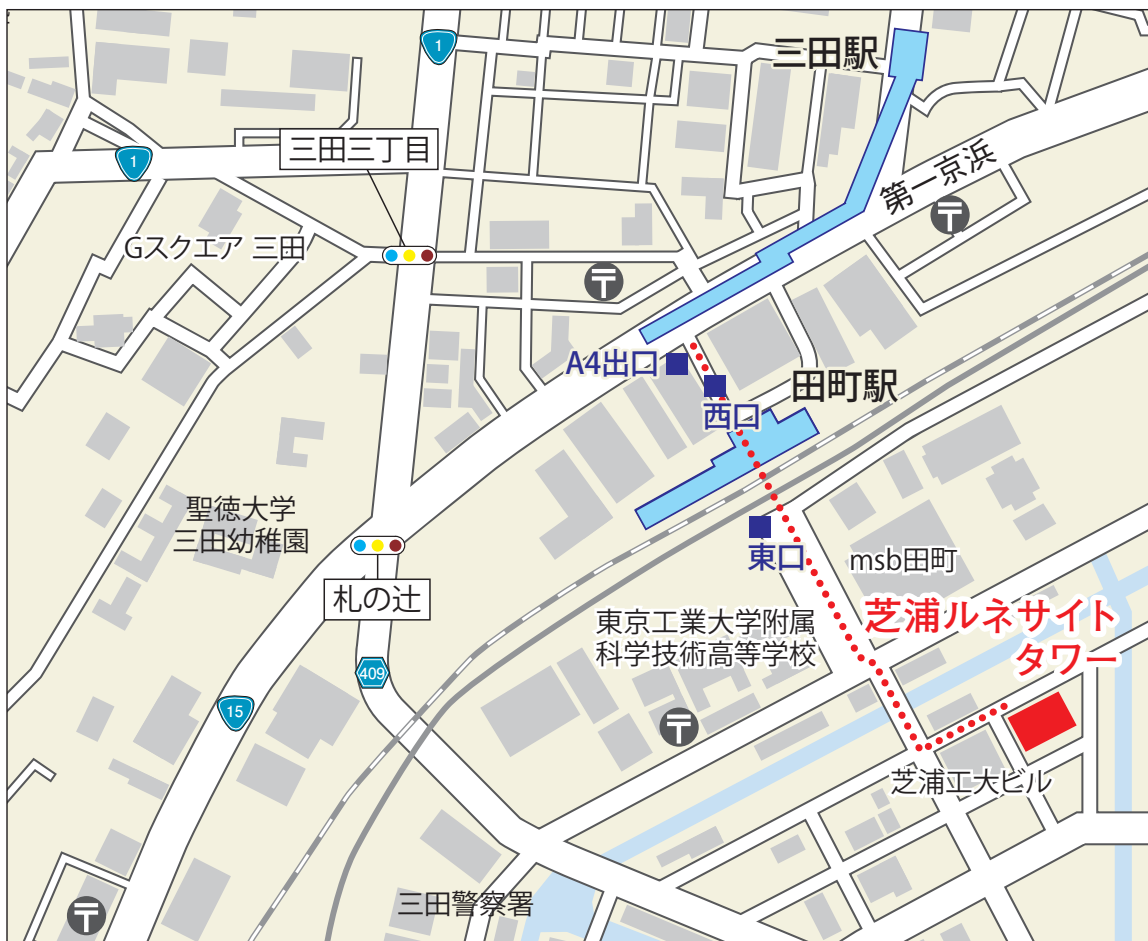 1
三田駅
三田三丁目
1
第一京浜
Gスクエア 三田
A4出口
西口
田町駅
聖徳大学
三田幼稚園
東口
msb田町
札の辻
芝浦ルネサイト
タワー
東京工業大学附属
科学技術高等学校
409
15
芝浦工大ビル
三田警察署